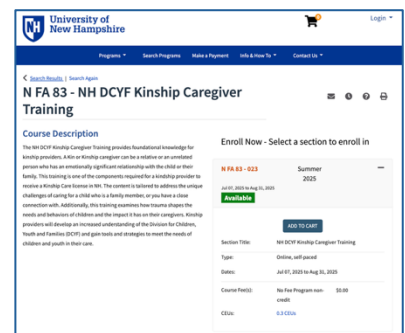 University of
New Hampshire
Login
Programs Search Programs Make a Payment Info & How To Contact Us
Search Results | Search Again
N FA 83 - NH DCYF Kinship Caregiver
Training
Course Description
The NH DCYF Kinship Caregiver Training provides foundational knowledge for
kinship providers. A Kin or Kinship caregiver can be a relative or an unrelated
person who has an emotionally significant relationship with the child or their
family. This training is one of the components required for a kindship provider to
receive a Kinship Care license in NH. The content is tailored to address the unique
challenges of caring for a child who is a family member, or you have a close
connection with. Additionally, this training examines how trauma shapes the
needs and behaviors of children and the impact it has on their caregivers. Kinship
providers will develop an increased understanding of the Division for Children,
Youth and Families (DCYF) and gain tools and strategies to meet the needs of
children and youth in their care.
Enroll Now - Select a section to enroll in
N FA 83 - 023 Summer
2025
Jul 07, 2025 to Aug 31, 2025
Available
ADD TO CART
Section Title: NH DCYF Kinship Caregiver Training
Type: Online, self-paced
Dates: Jul 07, 2025 to Aug 31, 2025
Course Fee(s): No Fee Program non-credit $0.00
CEUs: 0.3 CEUs